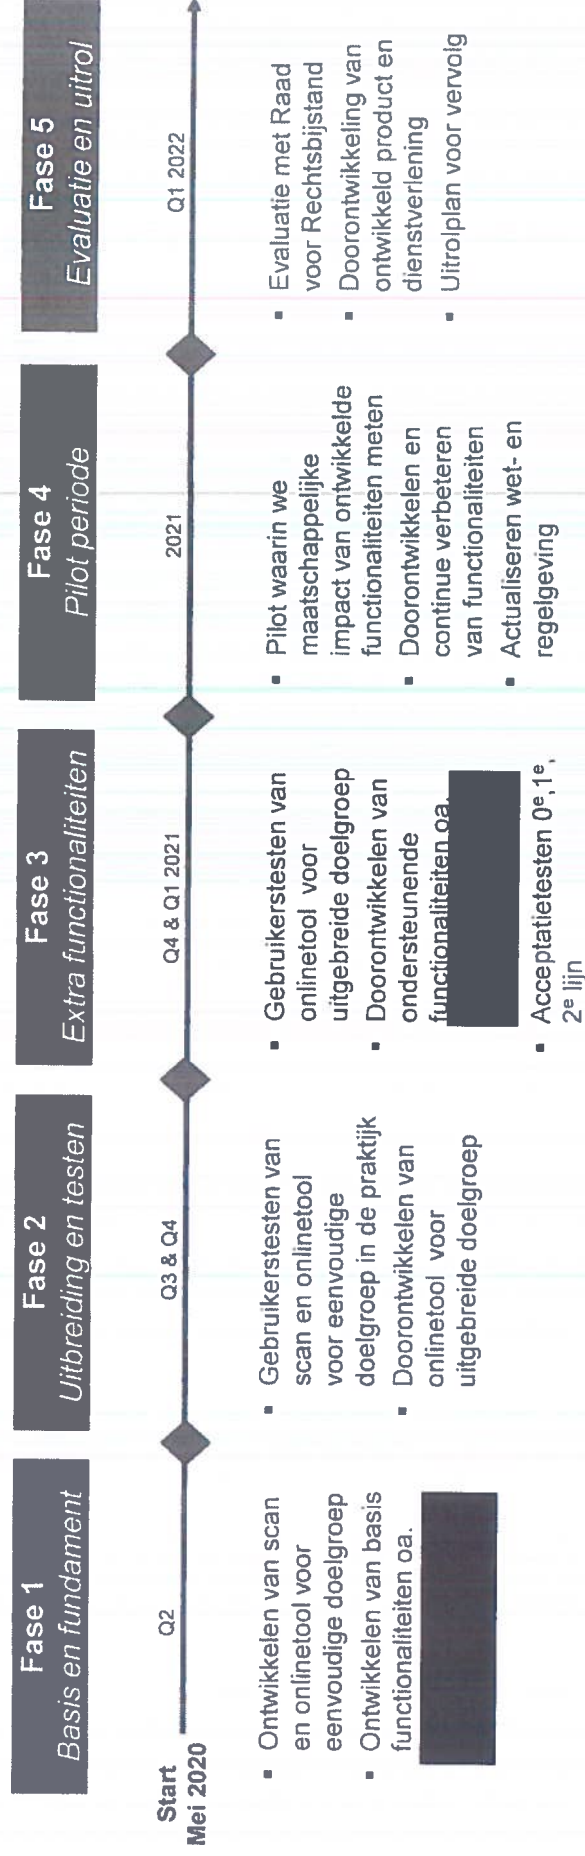 Fase 1
Basis en fundament
Fase 2
Uitbreiding en testen
Fase 3
Extra functionaliteiten
Fase 4
Pilot periode
Fase 5
Evaluatie en uitrol
Start
Mei 2020
Q2
Q3 & Q4
Q4 & Q1 2021
2021
Q1 2022
▪ Ontwikkelen van scan
en onlinetool voor
eenvoudige doelgroep
▪ Ontwikkelen van basis
functionaliteiten oa.
▪ Gebruikerstesten van
scan en onlinetool
voor eenvoudige
doelgroep in de praktijk
▪ Doorontwikkelen van
onlinetool voor
uitgebreide doelgroep
▪ Gebruikerstesten van
onlinetool voor
uitgebreide doelgroep
▪ Doorontwikkelen van
ondersteunende
functionaliteiten oa.
▪ Acceptatietesten 0e,1e,
2e lijn
▪ Pilot waarin we
maatschappelijke
impact van ontwikkelde
functionaliteiten meten
▪ Doorontwikkelen en
continue verbeteren
van functionaliteiten
▪ Actualiseren wet- en
regelgeving
▪ Evaluatie met Raad
voor Rechtsbijstand
▪ Doorontwikkeling van
ontwikkeld product en
dienstverlening
▪ Uitrolplan voor vervolg